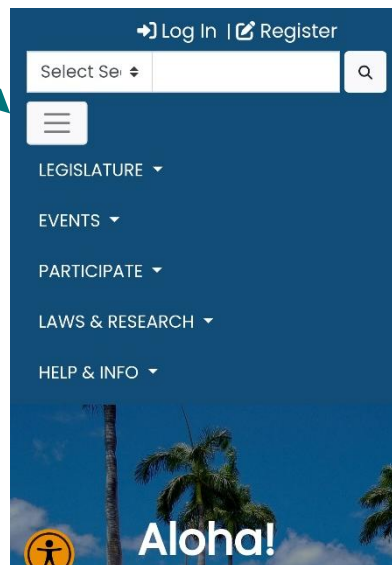 Log In | Register
Select Se
LEGISLATURE
EVENTS
PARTICIPATE
LAWS & RESEARCH
HELP & INFO
Aloha!